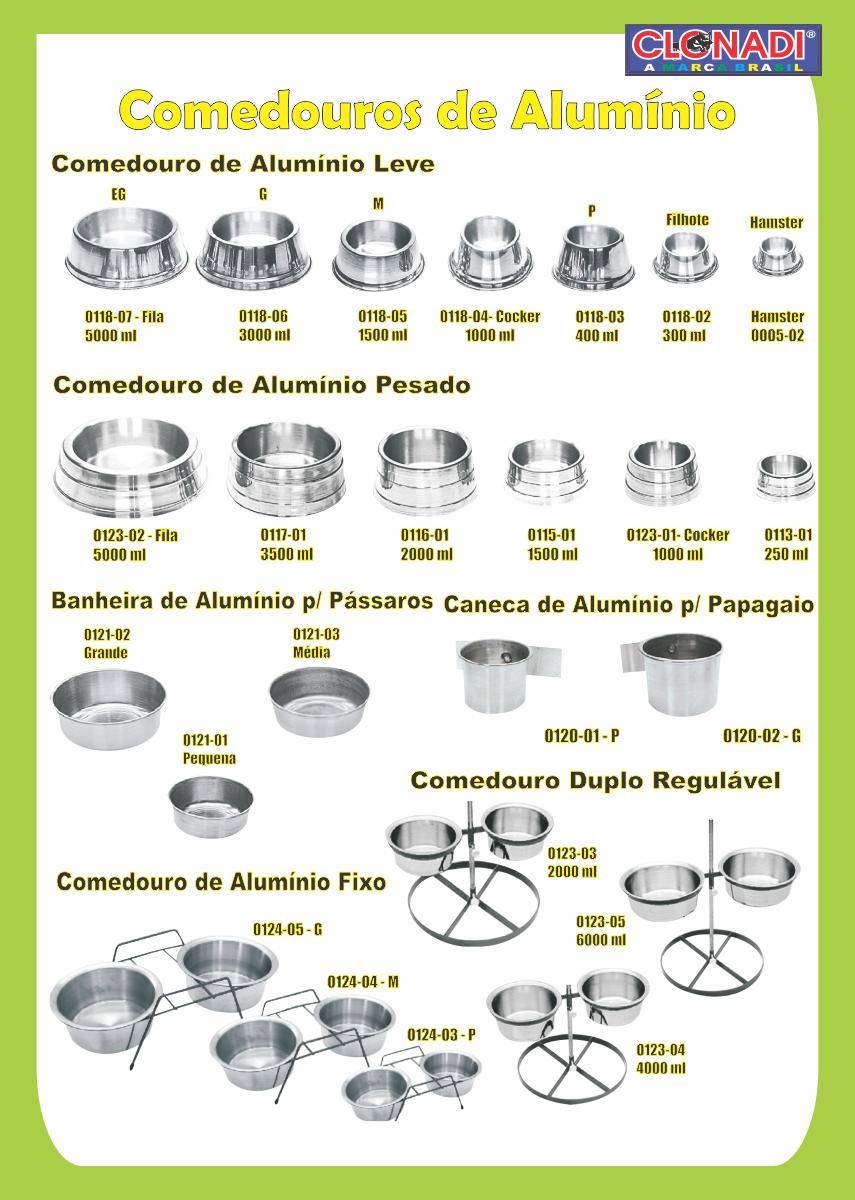 CLONADI®
A MARCA BRASIL
Comedouros de Alumínio
Comedouro de Alumínio Leve
EG
G
M
P
Filhote
Hamster
0118-07 - Fila
5000 ml
0118-06
3000 ml
0118-05
1500 ml
0118-04- Cocker
1000 ml
0118-03
400 ml
0118-02
300 ml
Hamster
0005-02
Comedouro de Alumínio Pesado
0123-02 - Fila
5000 ml
0117-01
3500 ml
0116-01
2000 ml
0115-01
1500 ml
0123-01- Cocker
1000 ml
0113-01
250 ml
Banheira de Alumínio p/ Pássaros
0121-02
Grande
0121-03
Média
0121-01
Pequena
Caneca de Alumínio p/ Papagaio
0120-01 - P
0120-02 - G
Comedouro Duplo Regulável
0123-03
2000 ml
0123-05
6000 ml
0123-04
4000 ml
Comedouro de Alumínio Fixo
0124-05 - G
0124-04 - M
0124-03 - P